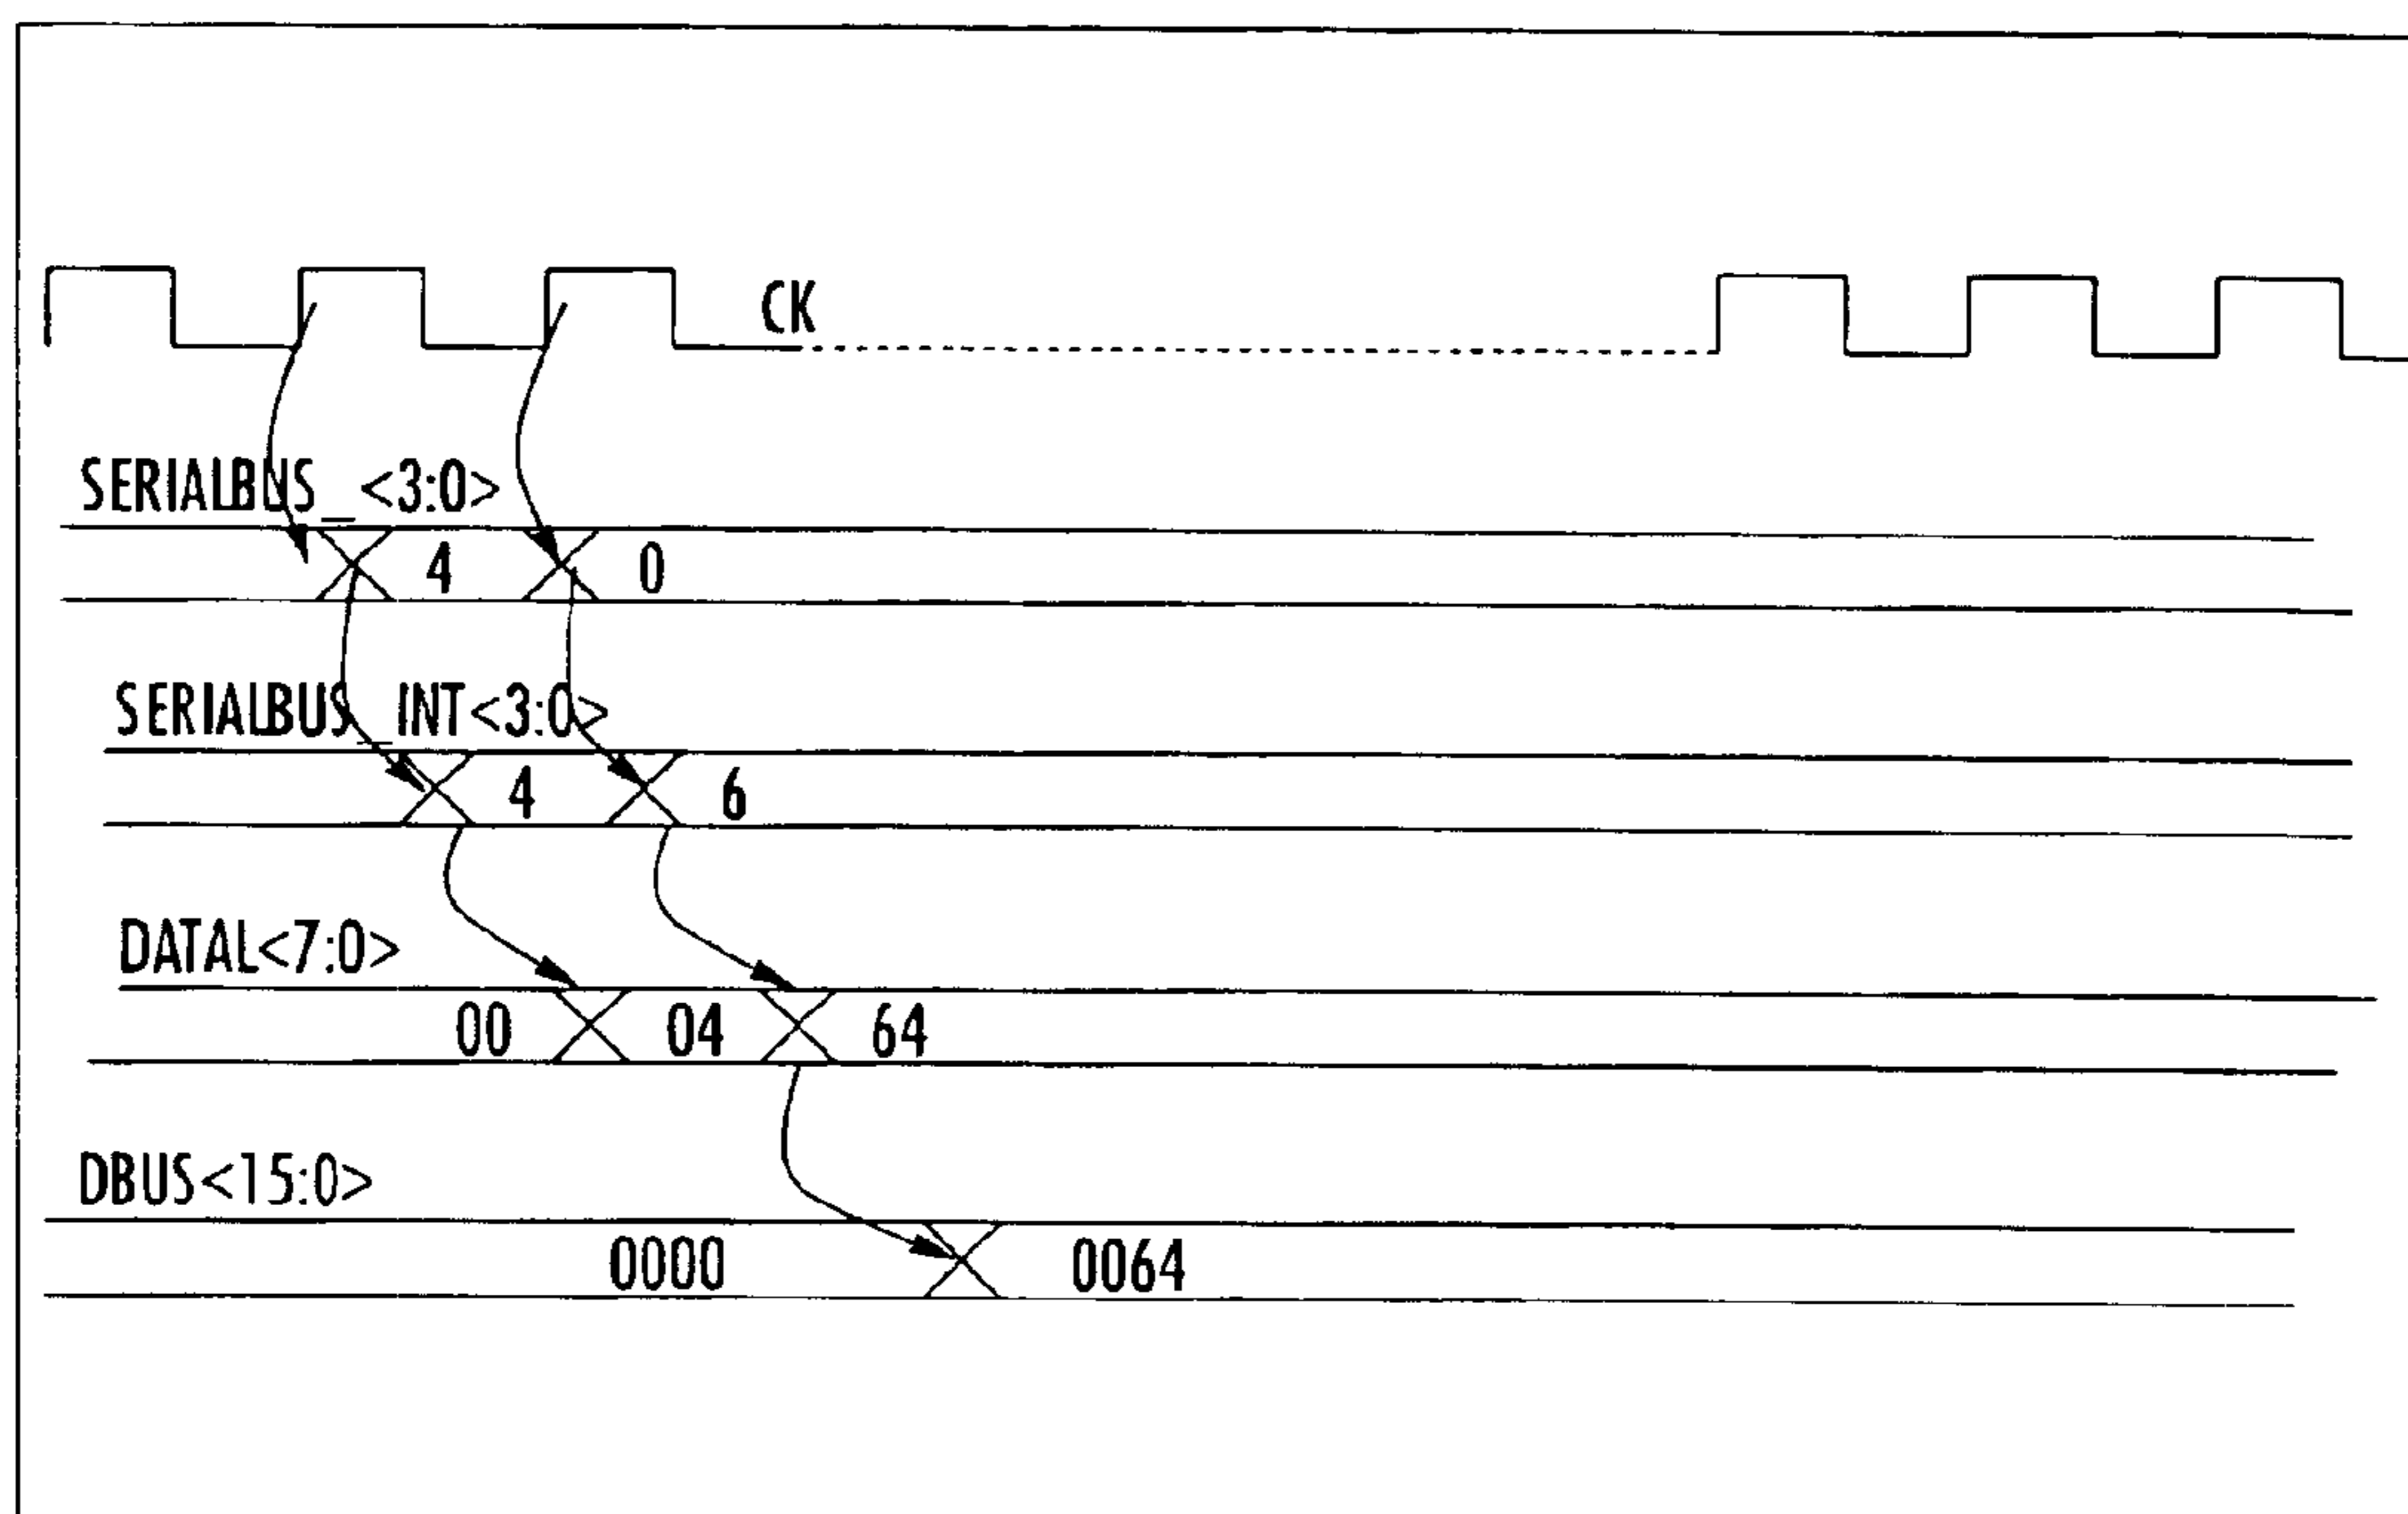 CK
SERIALBUS_<3:0>
4 0
SERIALBUS_INT<3:0>
4 6
DATAL<7:0>
00 04 64
DBUS<15:0>
0000 0064